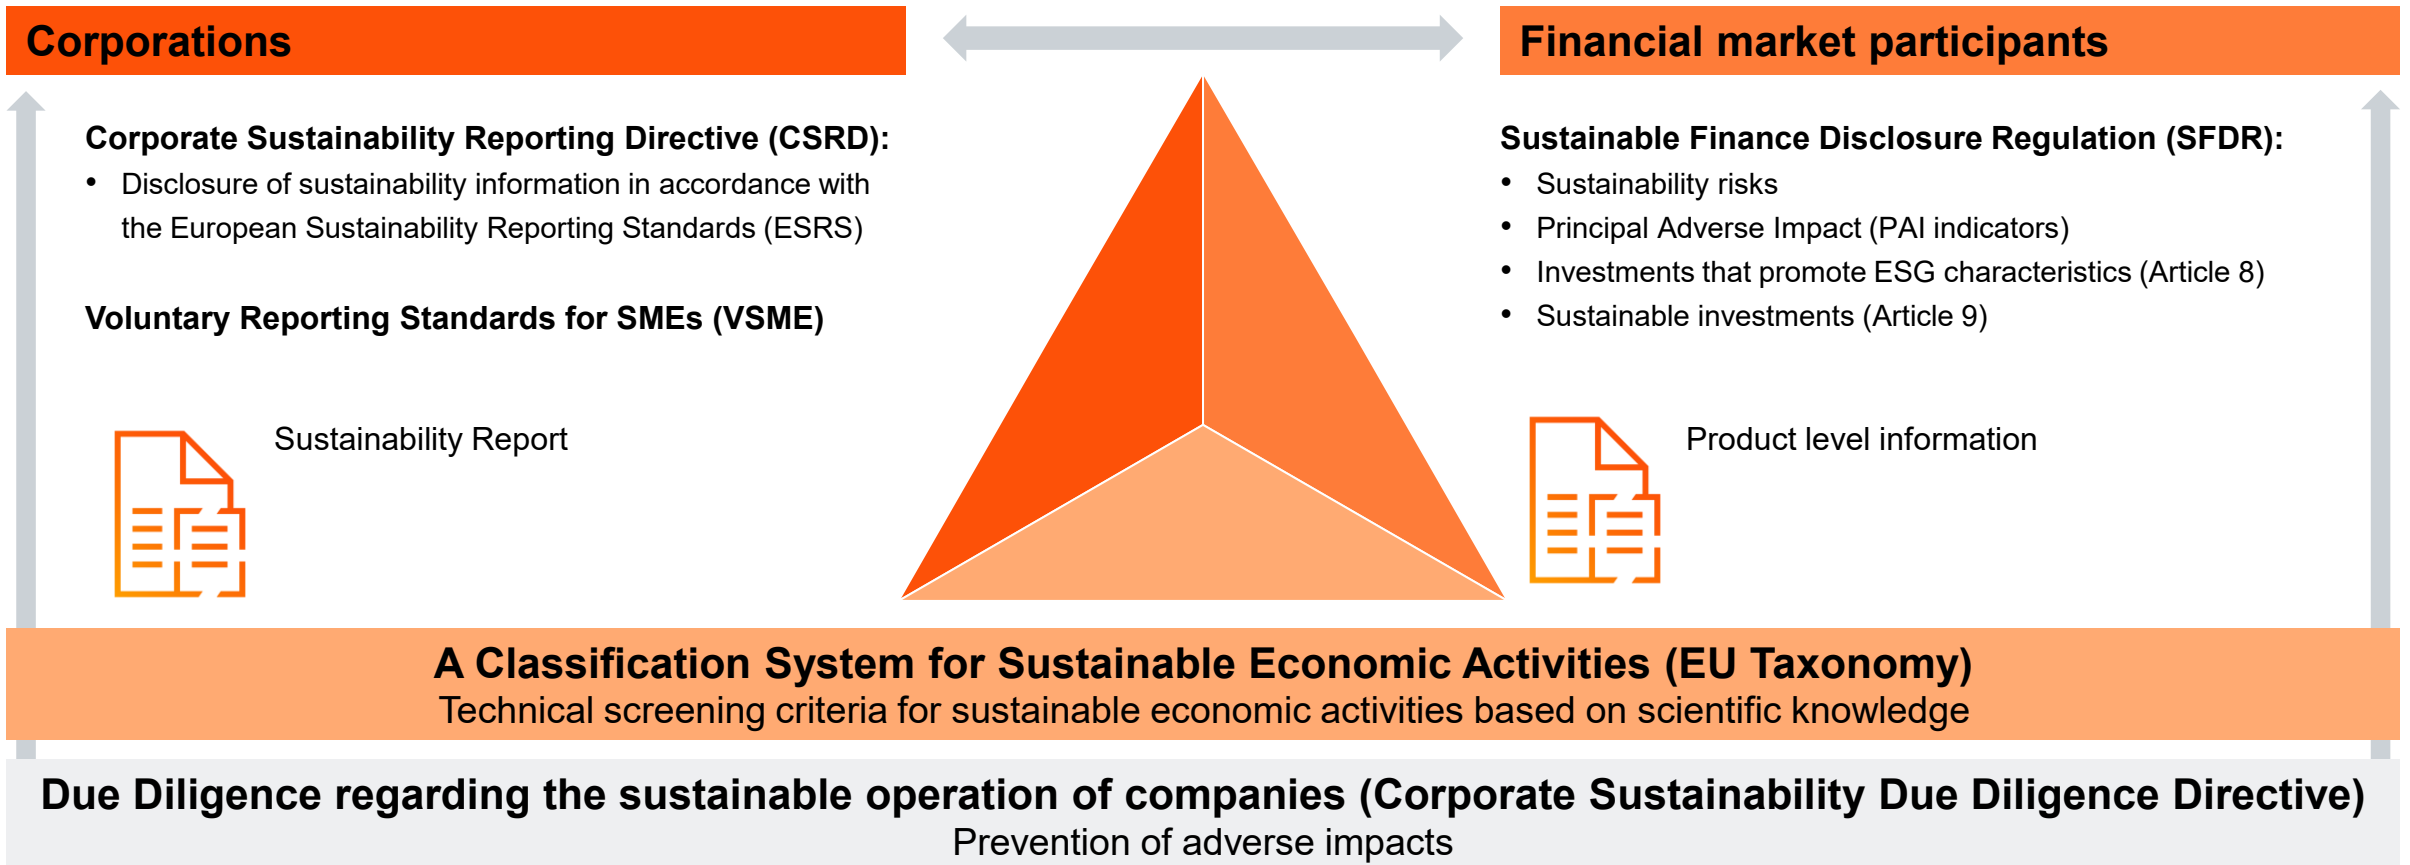 Corporations
Corporate Sustainability Reporting Directive (CSRD):
• Disclosure of sustainability information in accordance with
the European Sustainability Reporting Standards (ESRS)
Voluntary Reporting Standards for SMEs (VSME)
Sustainability Report
Financial market participants
Sustainable Finance Disclosure Regulation (SFDR):
• Sustainability risks
• Principal Adverse Impact (PAI indicators)
• Investments that promote ESG characteristics (Article 8)
• Sustainable investments (Article 9)
Product level information
A Classification System for Sustainable Economic Activities (EU Taxonomy)
Technical screening criteria for sustainable economic activities based on scientific knowledge
Due Diligence regarding the sustainable operation of companies (Corporate Sustainability Due Diligence Directive)
Prevention of adverse impacts